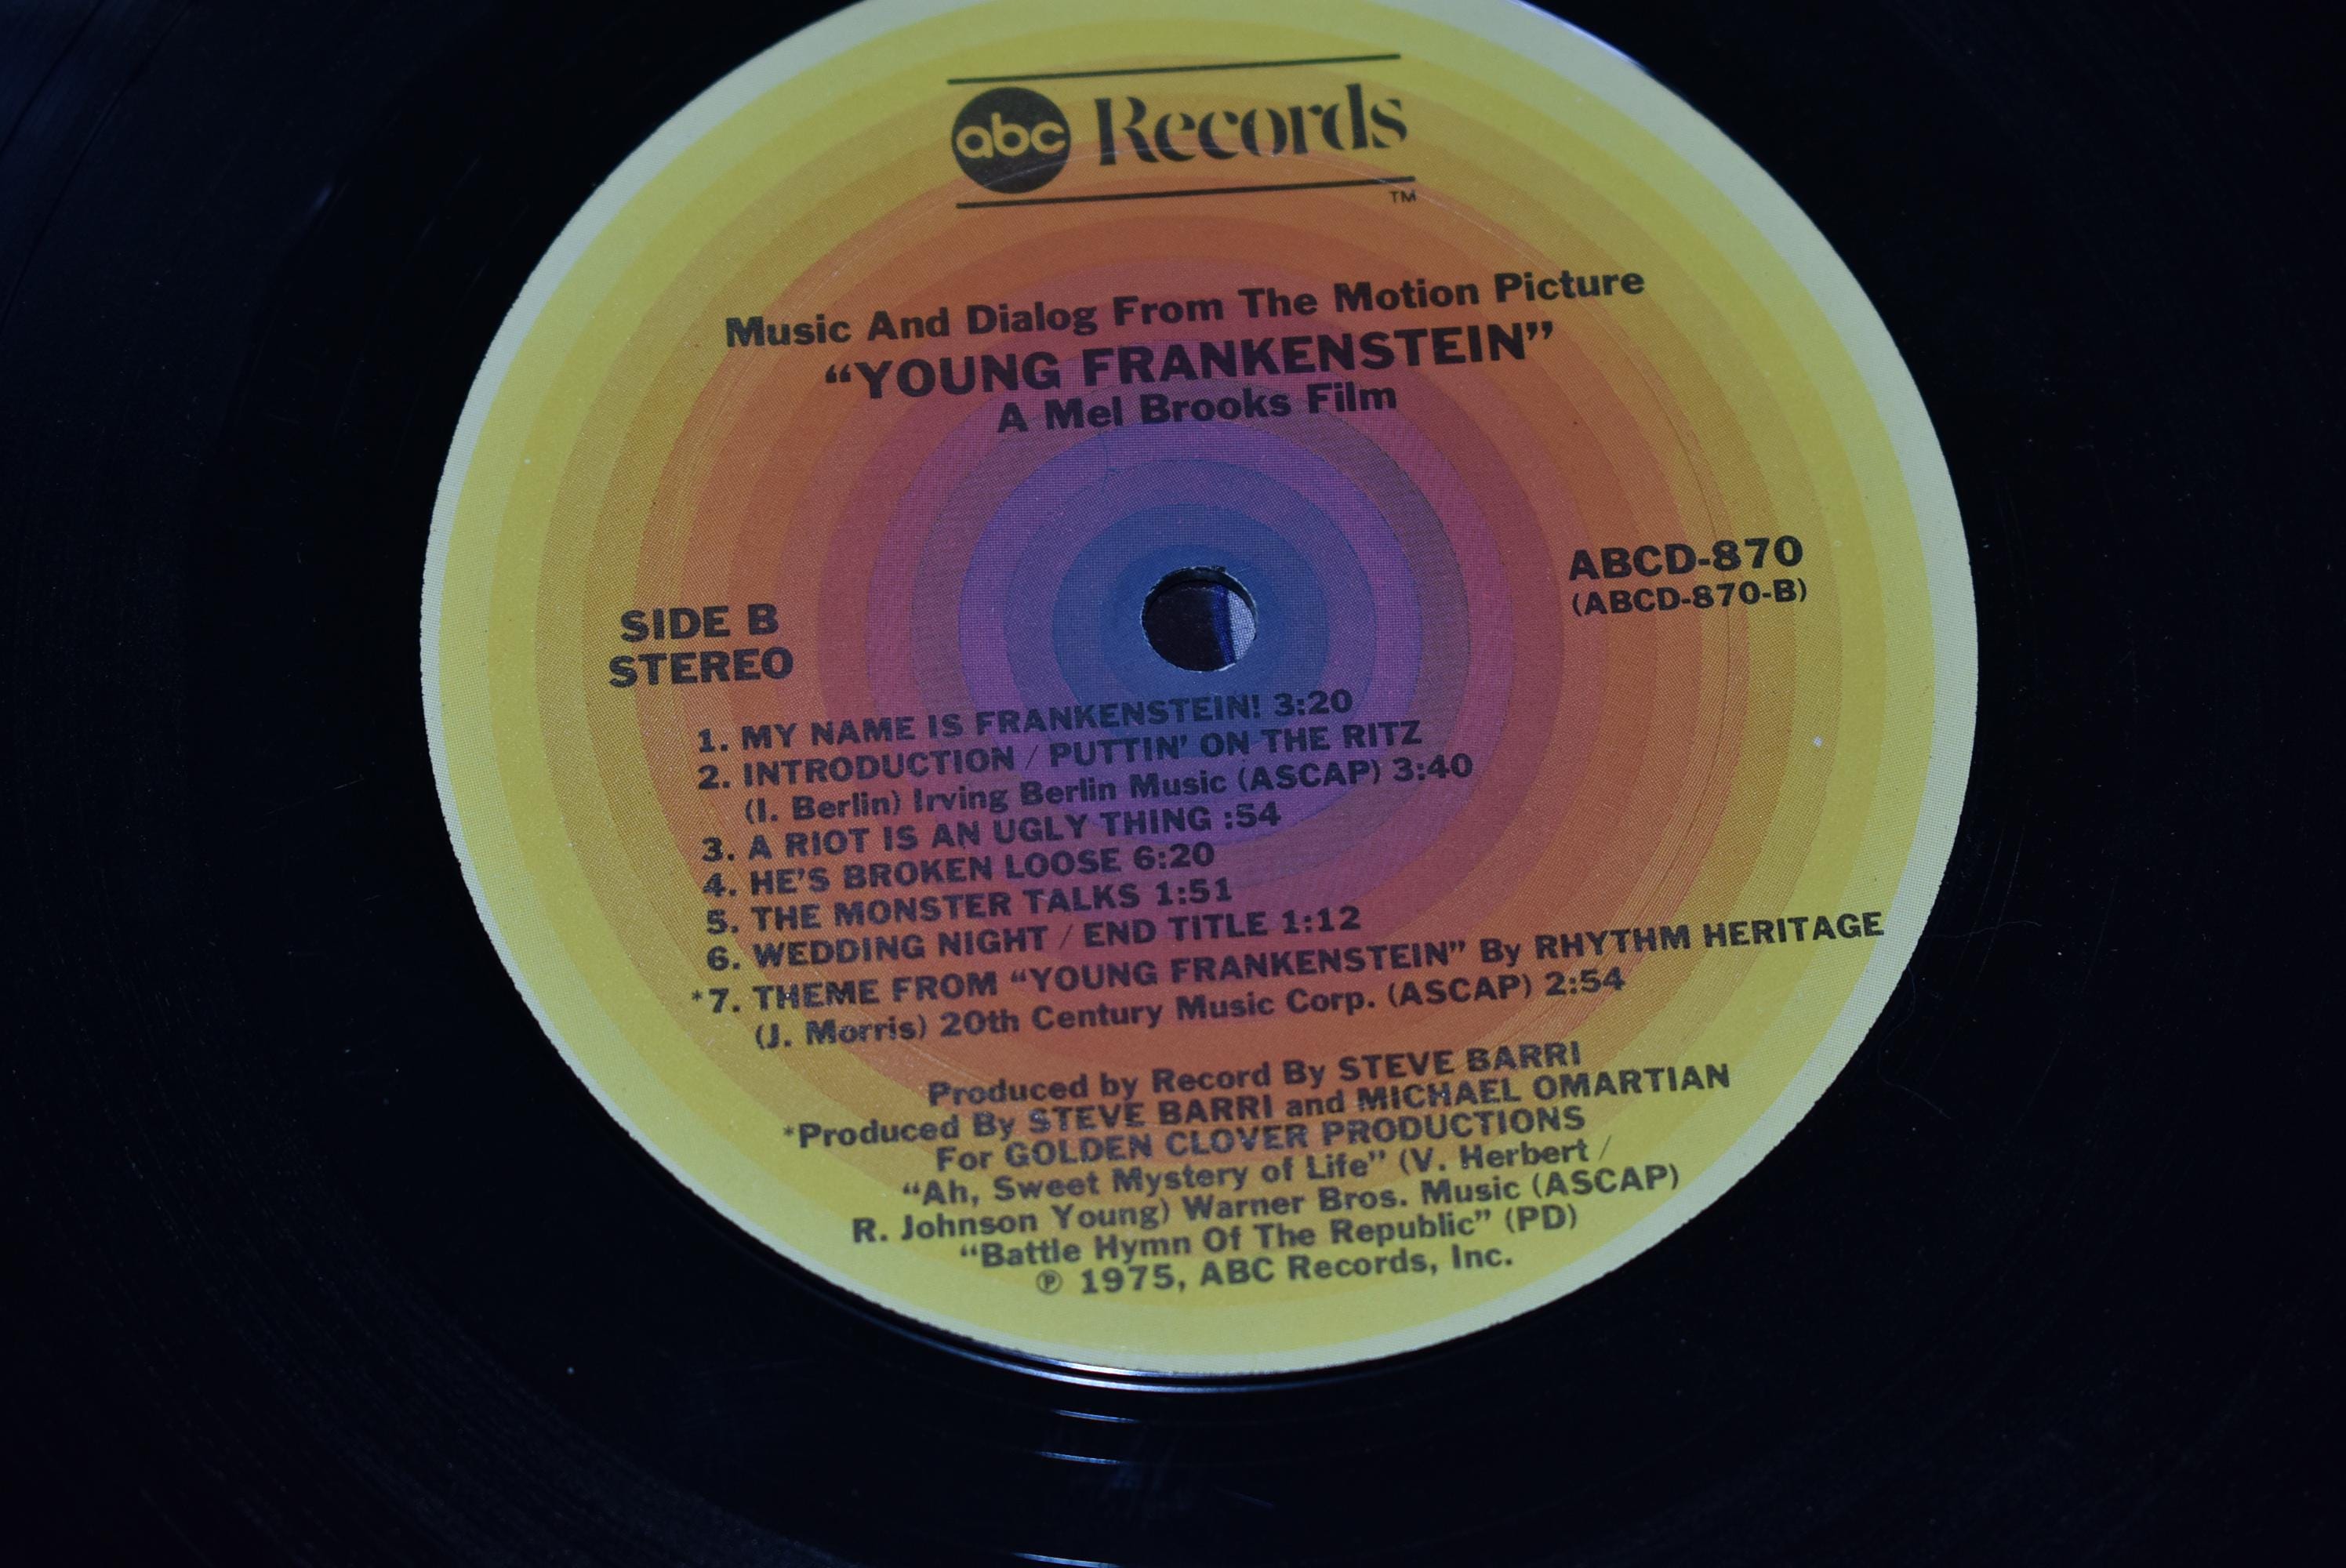 abc Records
TM
Music And Dialog From The Motion Picture
“YOUNG FRANKENSTEIN”
A Mel Brooks Film
SIDE B
STEREO
ABCD-870
(ABCD-870-B)
1. MY NAME IS FRANKENSTEIN! 3:20
2. INTRODUCTION / PUTTIN’ ON THE RITZ
(I. Berlin) Irving Berlin Music (ASCAP) 3:40
3. A RIOT IS AN UGLY THING :54
4. HE’S BROKEN LOOSE 6:20
5. THE MONSTER TALKS 1:51
6. WEDDING NIGHT / END TITLE 1:12
*7. THEME FROM “YOUNG FRANKENSTEIN” By RHYTHM HERITAGE
(J. Morris) 20th Century Music Corp. (ASCAP) 2:54
Produced by Record By STEVE BARRI
*Produced By STEVE BARRI and MICHAEL OMARTIAN
For GOLDEN CLOVER PRODUCTIONS
“Ah, Sweet Mystery of Life” (V. Herbert /
R. Johnson Young) Warner Bros. Music (ASCAP)
“Battle Hymn Of The Republic” (PD)
℗ 1975, ABC Records, Inc.